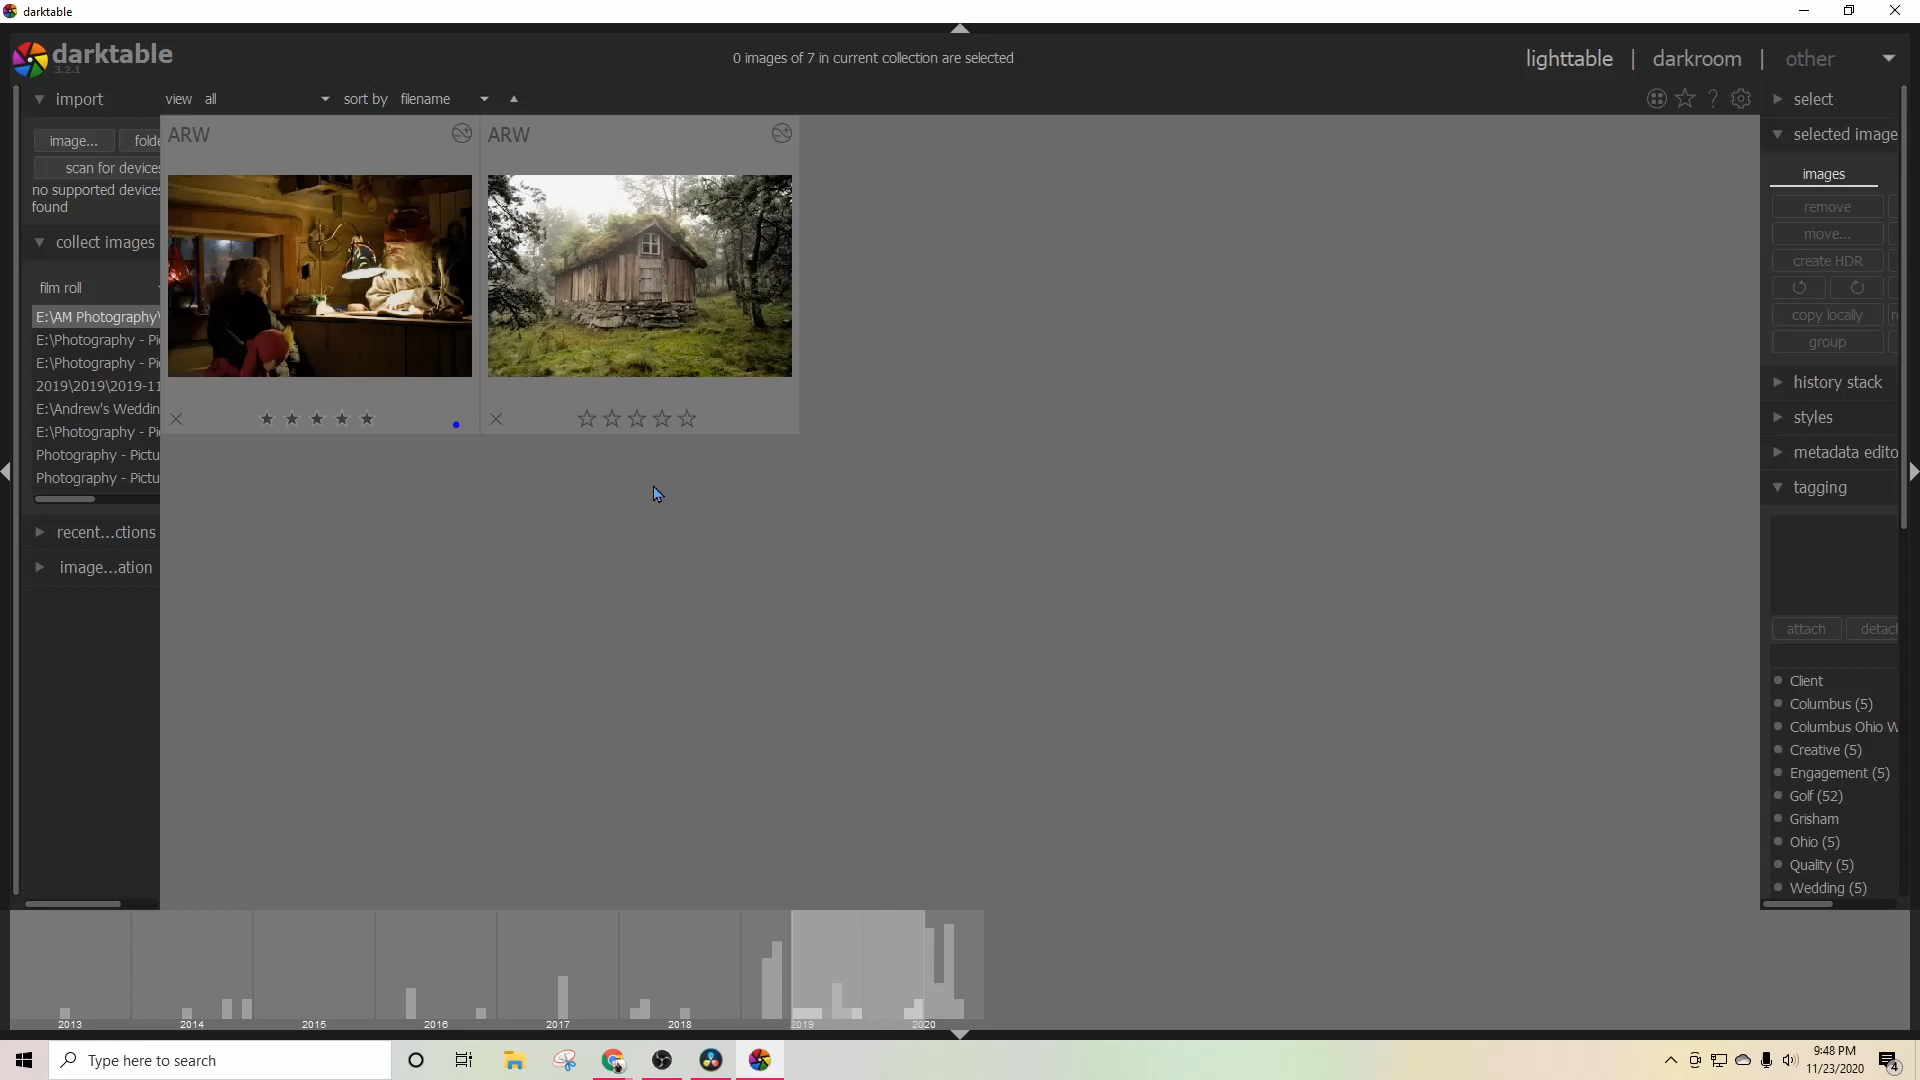 darktable
darktable
3.2.1
0 images of 7 in current collection are selected
lighttable | darkroom | other
import
view all sort by filename
?
select
image...
folde
scan for devices
no supported devices
found
collect images
film roll
E:\AM Photography\
E:\Photography - Pi
E:\Photography - Pi
2019\2019\2019-11
E:\Andrew's Weddin
E:\Photography - Pi
Photography - Pictu
Photography - Pictu
recent...ctions
image...ation
ARW
ARW
selected image
images
remove
move...
create HDR
copy locally
group
history stack
styles
metadata edito
tagging
attach
detach
Client
Columbus (5)
Columbus Ohio W
Creative (5)
Engagement (5)
Golf (52)
Grisham
Ohio (5)
Quality (5)
Wedding (5)
2013 2014 2015 2016 2017 2018 2019 2020
Type here to search
9:48 PM
11/23/2020
4